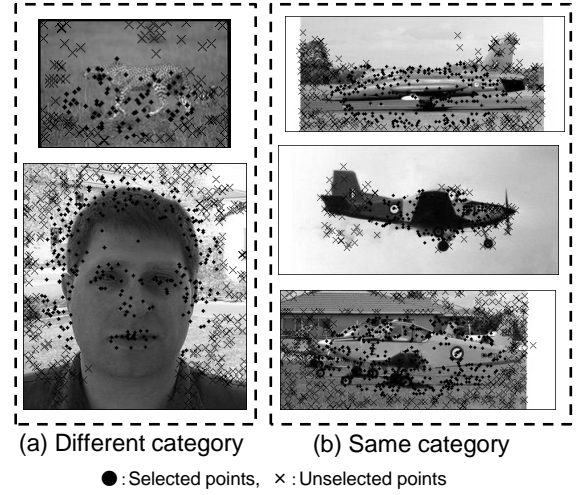 (a) Different category
(b) Same category
● : Selected points, × : Unselected points